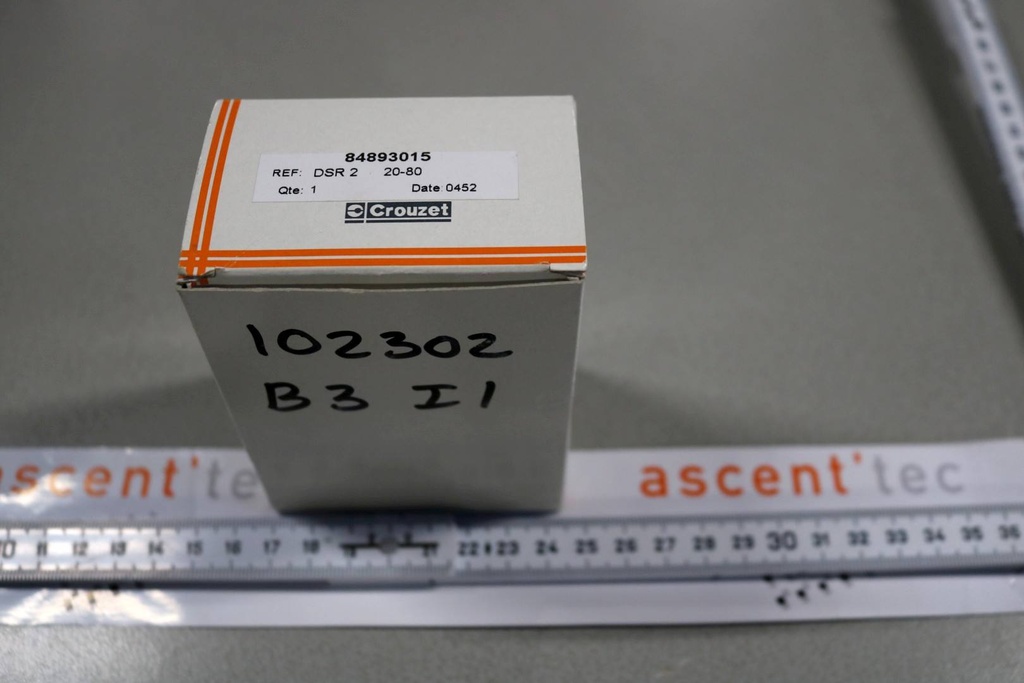 84893015
REF: DSR 2 20-80
Qte: 1 Date: 0452
Crouzet
102302
B3 I1
ascent'tec ascent'tec
11 12 13 14 15 16 17 18 22 23 24 25 26 27 28 29 30 31 32 33 34 35 36